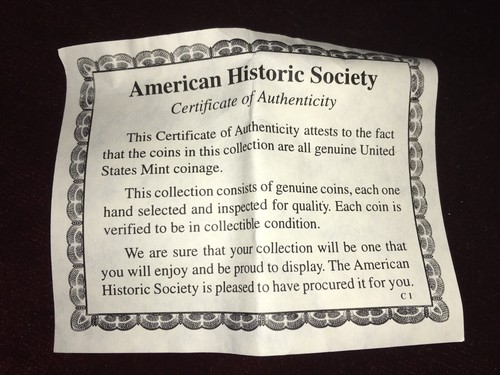 American Historic Society
Certificate of Authenticity
This Certificate of Authenticity attests to the fact
that the coins in this collection are all genuine United
States Mint coinage.
This collection consists of genuine coins, each one
hand selected and inspected for quality. Each coin is
verified to be in collectible condition.
We are sure that your collection will be one that
you will enjoy and be proud to display. The American
Historic Society is pleased to have procured it for you.
C 1